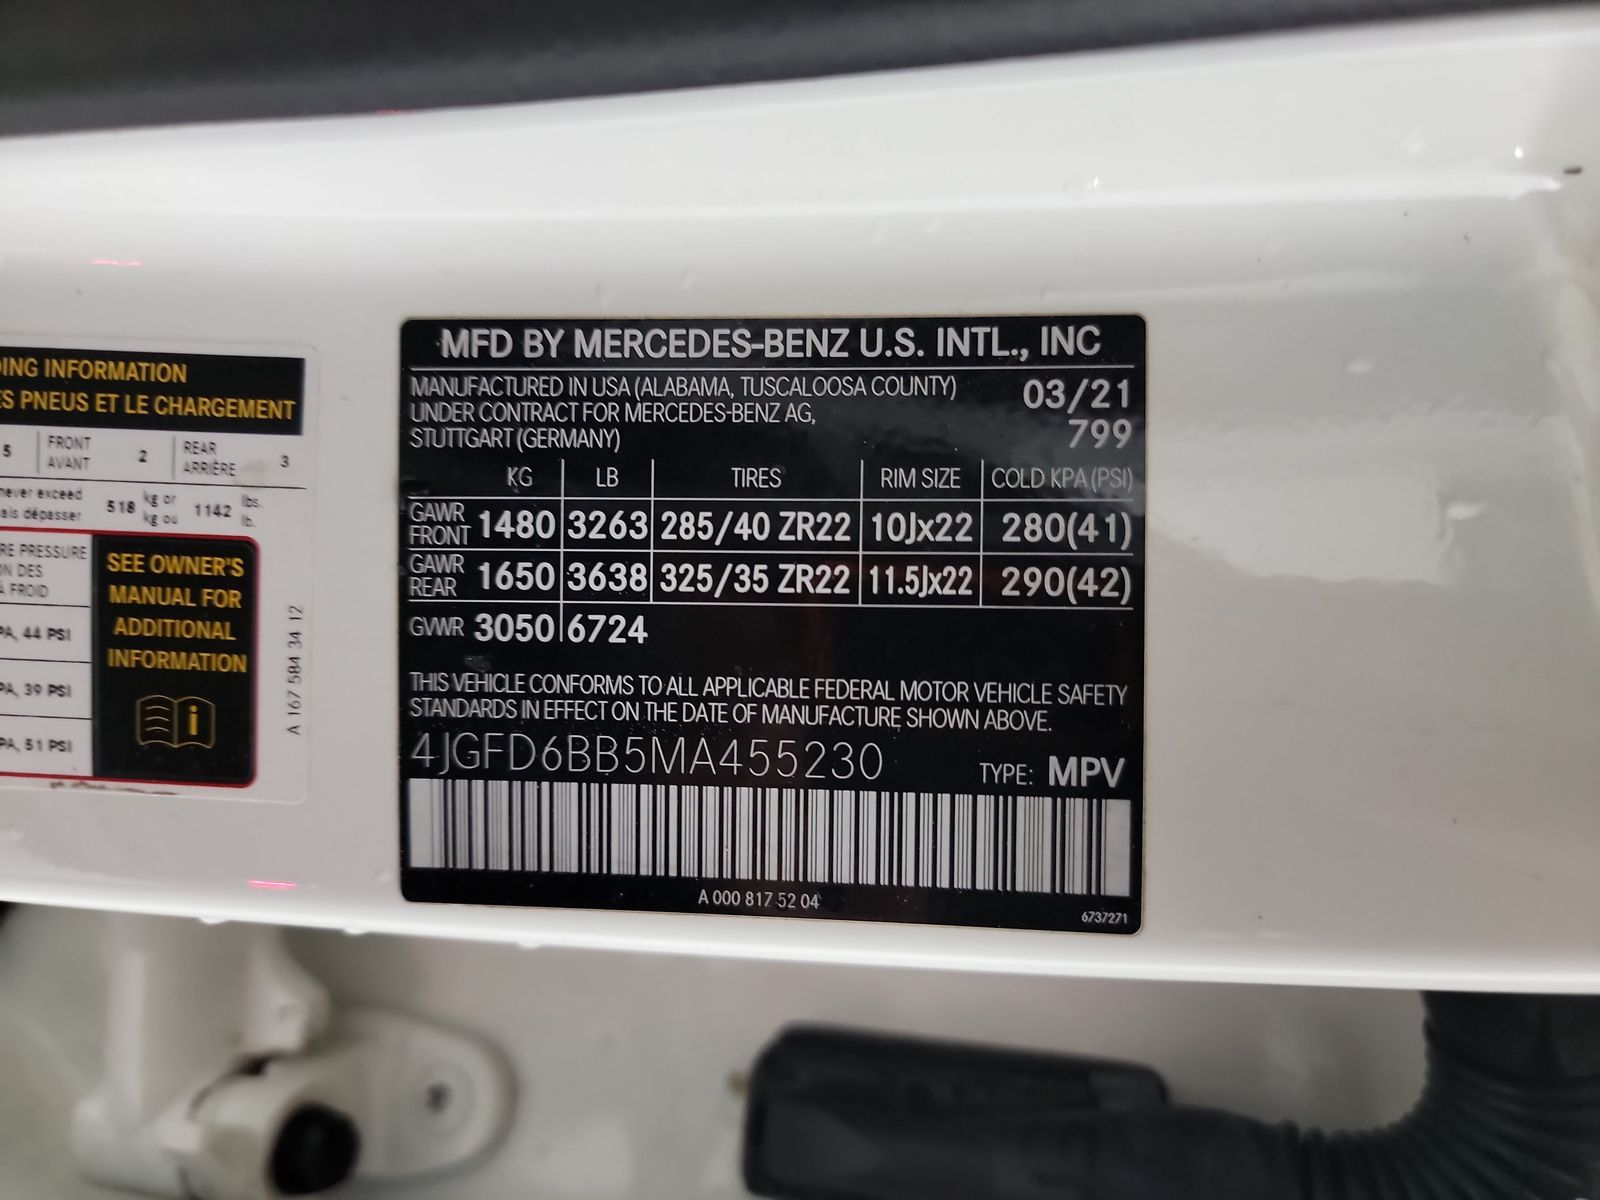 DING INFORMATION
ES PNEUS ET LE CHARGEMENT
5 FRONT AVANT 2 REAR ARRIÈRE 3
never exceed 518 kg or 1142 lbs.
ais dépasser kg ou lb.
RE PRESSURE
ON DES
À FROID
PA, 44 PSI
PA, 39 PSI
PA, 51 PSI
SEE OWNER'S
MANUAL FOR
ADDITIONAL
INFORMATION
i
A 167 584 34 12
MFD BY MERCEDES-BENZ U.S. INTL., INC
MANUFACTURED IN USA (ALABAMA, TUSCALOOSA COUNTY) 03/21
UNDER CONTRACT FOR MERCEDES-BENZ AG,
STUTTGART (GERMANY) 799
KG LB TIRES RIM SIZE COLD KPA (PSI)
GAWR FRONT 1480 3263 285/40 ZR22 10Jx22 280(41)
GAWR REAR 1650 3638 325/35 ZR22 11.5Jx22 290(42)
GVWR 3050 6724
THIS VEHICLE CONFORMS TO ALL APPLICABLE FEDERAL MOTOR VEHICLE SAFETY
STANDARDS IN EFFECT ON THE DATE OF MANUFACTURE SHOWN ABOVE.
4JGFD6BB5MA455230 TYPE: MPV
A 000 817 52 04
6737271